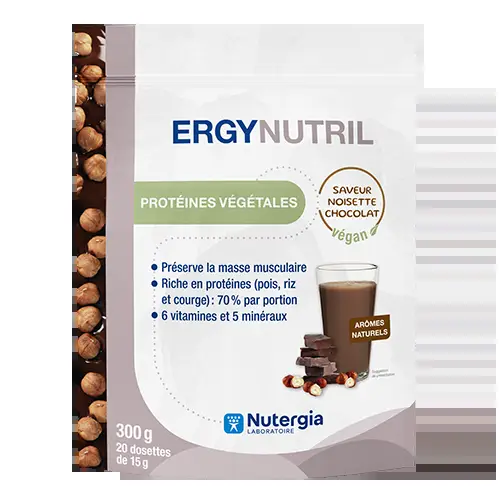 ERGYNUTRIL
PROTÉINES VÉGÉTALES
SAVEUR
NOISETTE
CHOCOLAT
végan
• Préserve la masse musculaire
• Riche en protéines (pois, riz
et courge) : 70 % par portion
• 6 vitamines et 5 minéraux
ARÔMES
NATURELS
Nutergia
LABORATOIRE
300 g
20 dosettes
de 15 g